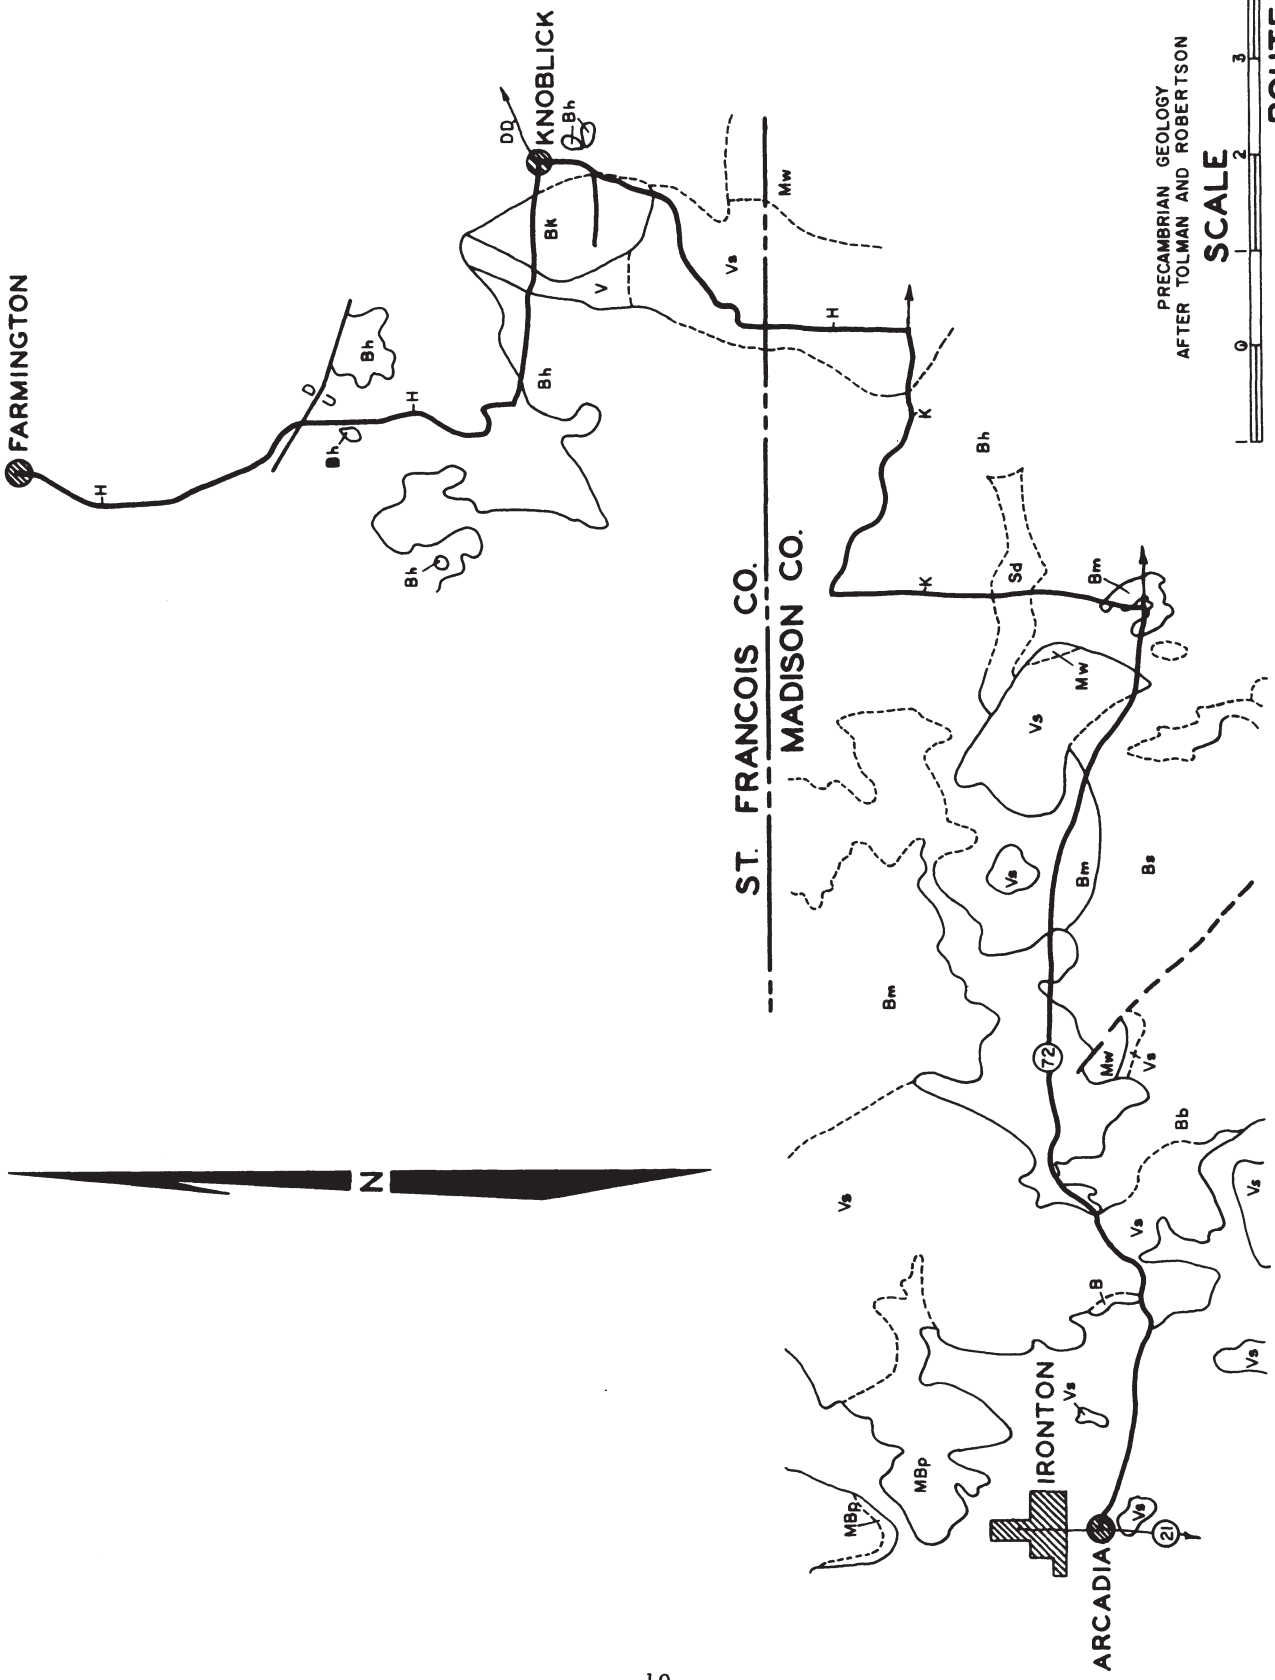 FARMINGTON
H
D
U
Bh
Bh
H
Bh
DD
KNOBLICK
Bh
Bk
V
Bh
Vs
Mw
ST. FRANCOIS CO.
MADISON CO.
H
K
Bh
K
Sd
Bm
Mw
Vs
Vs
Bm
Bs
Bm
72
Mw
Vs
Bb
N
Vs
Vs
Vs
B
Vs
IRONTON
Vs
MBp
MBp
Vs
ARCADIA
21
PRECAMBRIAN GEOLOGY
AFTER TOLMAN AND ROBERTSON
SCALE
1 0 1 2 3